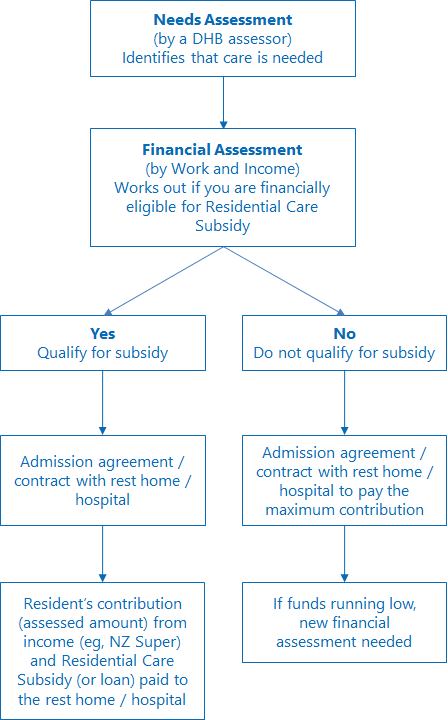 Needs Assessment
(by a DHB assessor)
Identifies that care is needed
Financial Assessment
(by Work and Income)
Works out if you are financially
eligible for Residential Care
Subsidy
Yes
Qualify for subsidy
No
Do not qualify for subsidy
Admission agreement /
contract with rest home /
hospital
Admission agreement /
contract with rest home /
hospital to pay the
maximum contribution
Resident's contribution
(assessed amount) from
income (eg, NZ Super)
and Residential Care
Subsidy (or loan) paid to
the rest home / hospital
If funds running low,
new financial
assessment needed